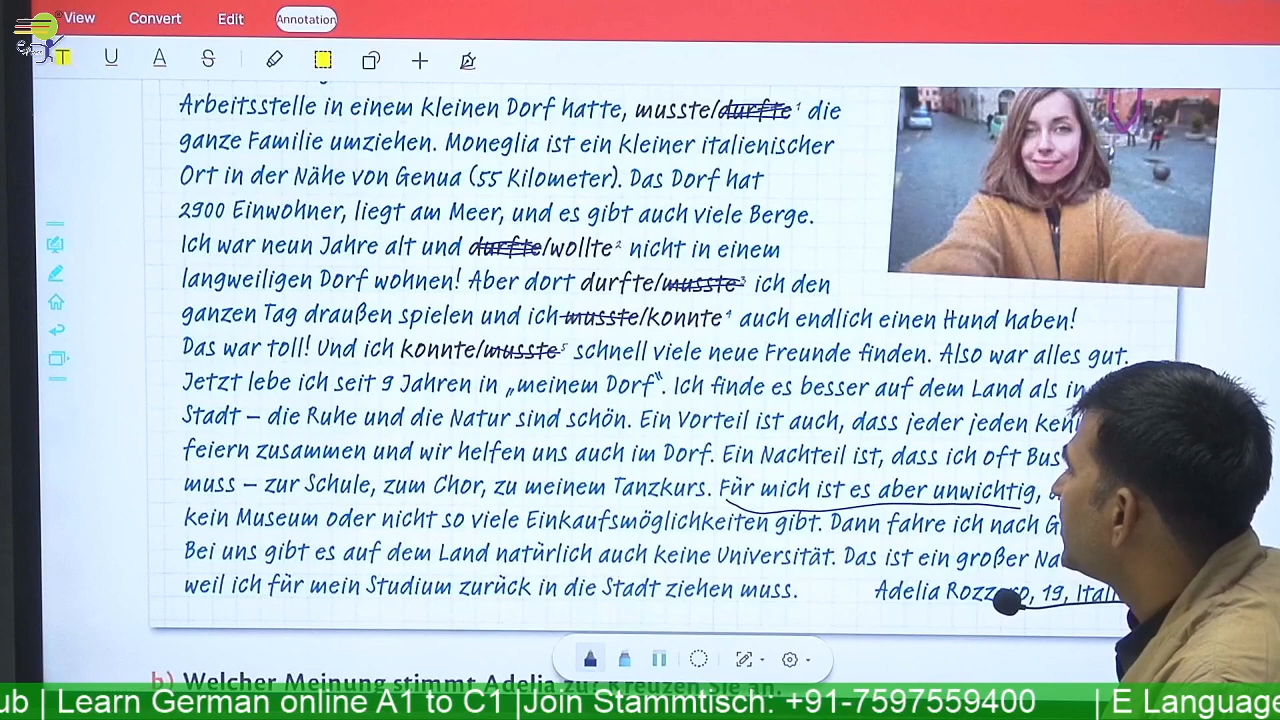 View Convert Edit Annotation
T U A S
Arbeitsstelle in einem kleinen Dorf hatte, musste/durfte¹ die
ganze Familie umziehen. Moneglia ist ein kleiner italienischer
Ort in der Nähe von Genua (55 Kilometer). Das Dorf hat
2900 Einwohner, liegt am Meer, und es gibt auch viele Berge.
Ich war neun Jahre alt und durfte/wollte² nicht in einem
langweiligen Dorf wohnen! Aber dort durfte/musste³ ich den
ganzen Tag draußen spielen und ich musste/konnte⁴ auch endlich einen Hund haben!
Das war toll! Und ich konnte/musste⁵ schnell viele neue Freunde finden. Also war alles gut.
Jetzt lebe ich seit 9 Jahren in „meinem Dorf“. Ich finde es besser auf dem Land als in
Stadt – die Ruhe und die Natur sind schön. Ein Vorteil ist auch, dass jeder jeden
feiern zusammen und wir helfen uns auch im Dorf. Ein Nachteil ist, dass ich oft Bus
muss – zur Schule, zum Chor, zu meinem Tanzkurs. Für mich ist es aber unwichtig,
kein Museum oder nicht so viele Einkaufsmöglichkeiten gibt. Dann fahre ich nach G
Bei uns gibt es auf dem Land natürlich auch keine Universität. Das ist ein großer Na
weil ich für mein Studium zurück in die Stadt ziehen muss. Adelia 19, Itali
b) Welcher Meinung stimmt Adelia zu? Kreuzen Sie an.
ub | Learn German online A1 to C1 |Join Stammtisch: +91-7597559400 | E Language